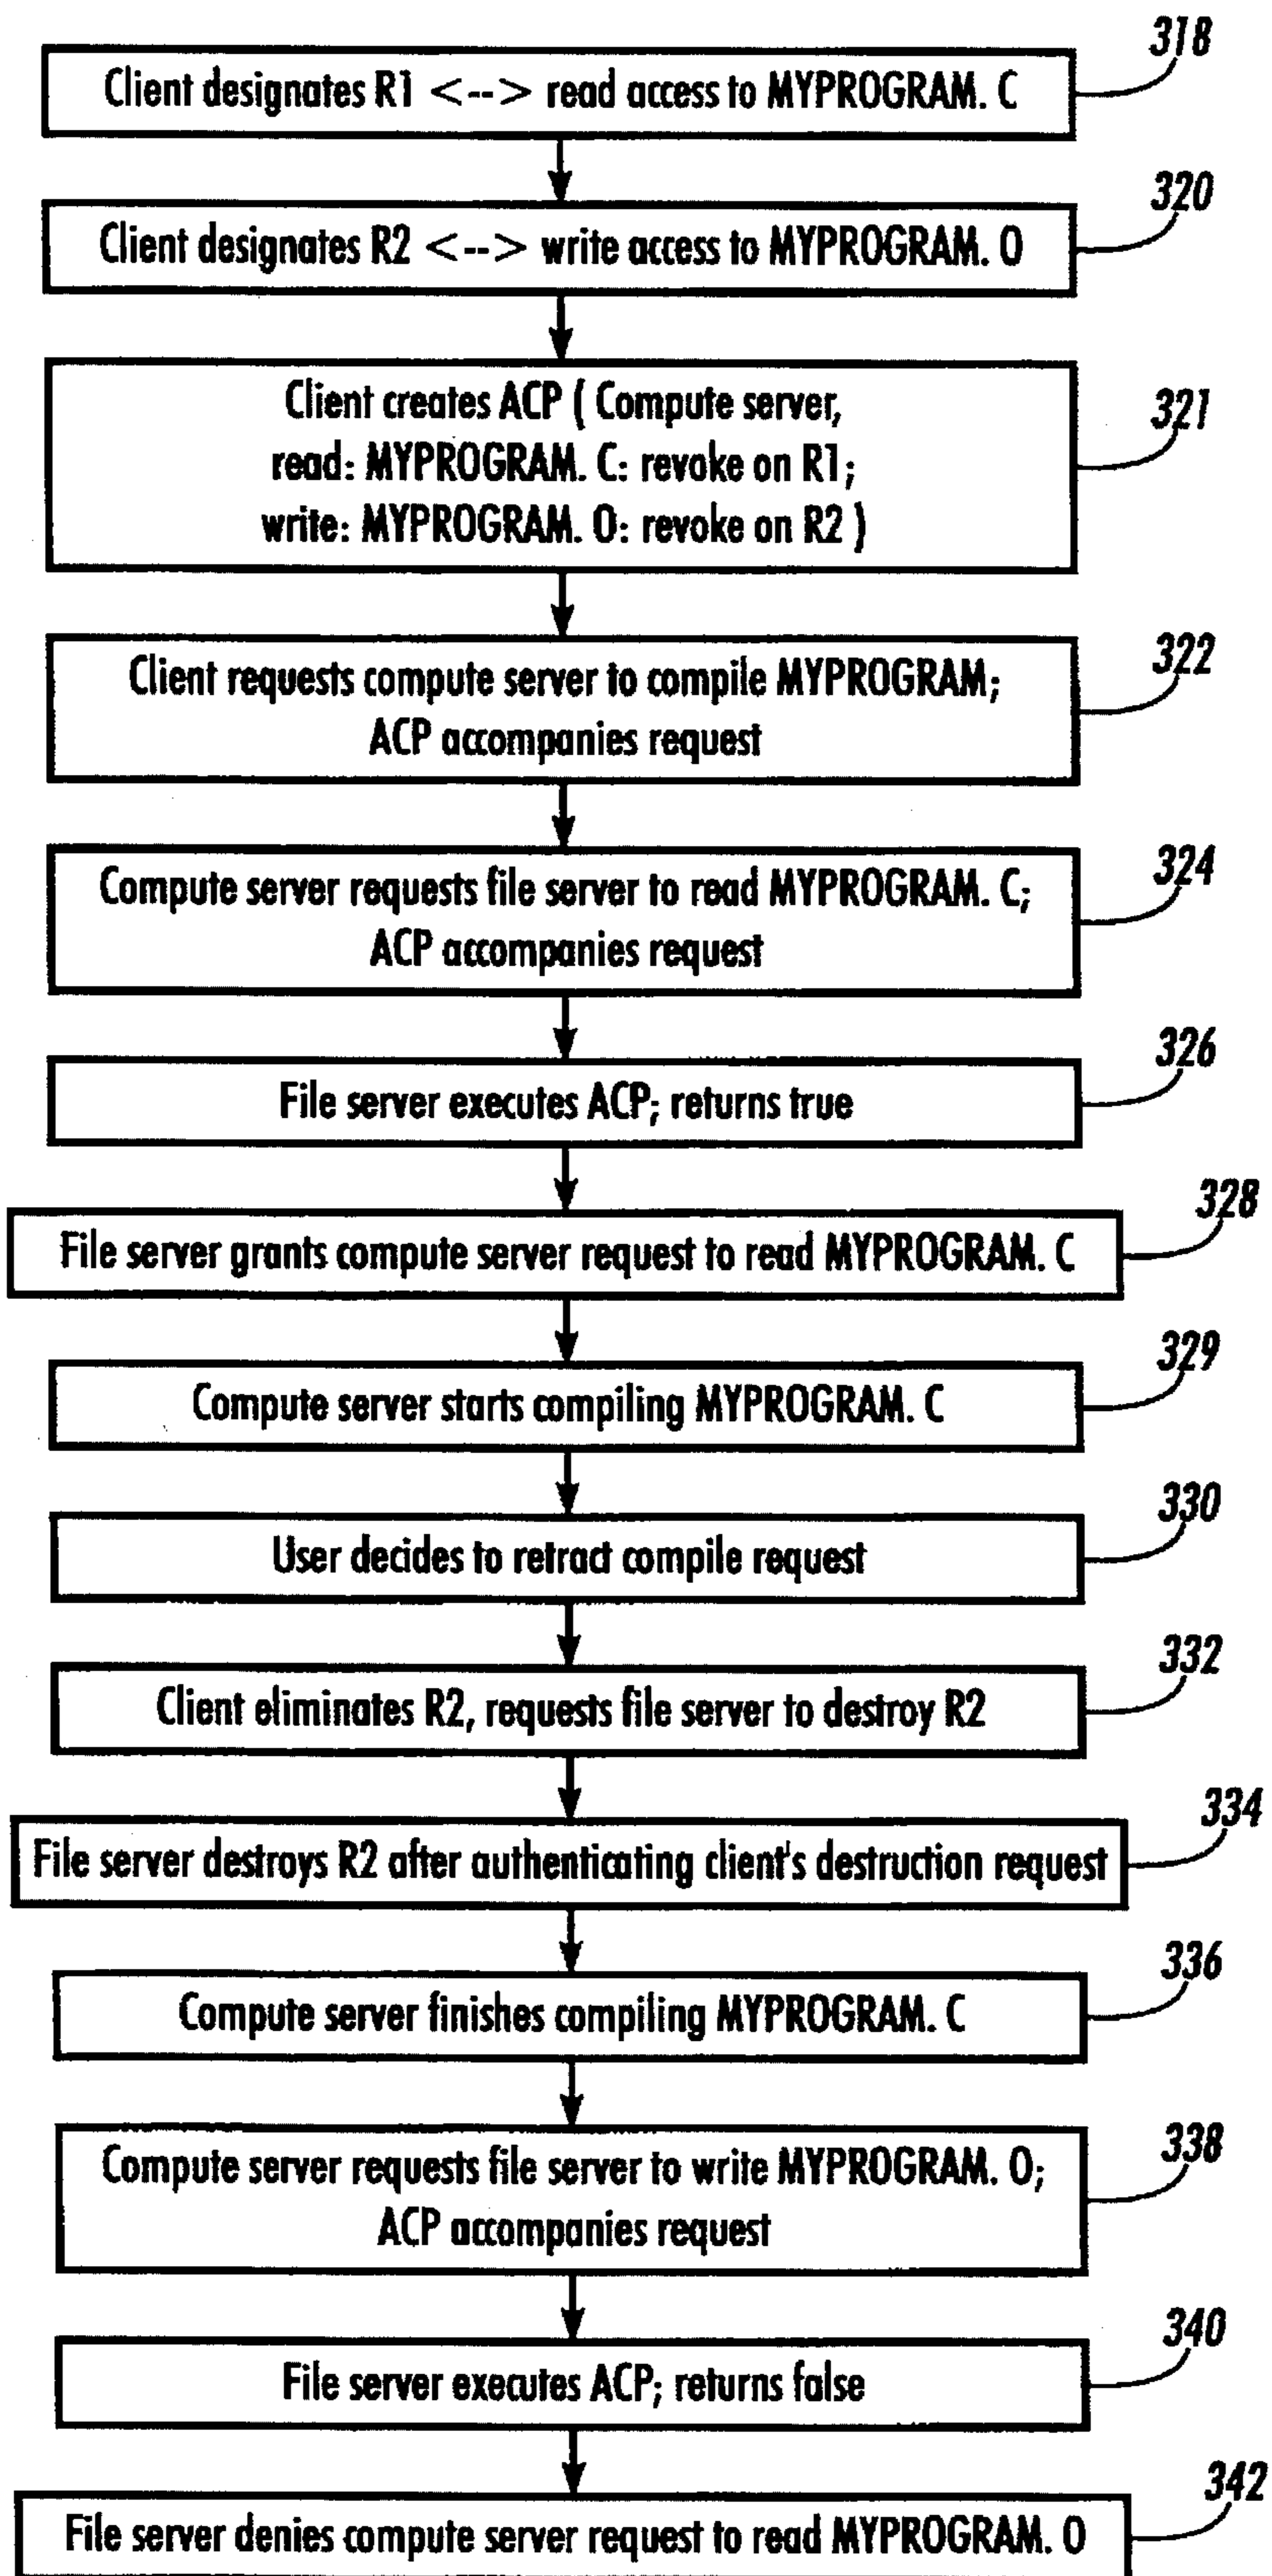 318
Client designates R1 <--> read access to MYPROGRAM. C
320
Client designates R2 <--> write access to MYPROGRAM. O
321
Client creates ACP ( Compute server,
read: MYPROGRAM. C: revoke on R1;
write: MYPROGRAM. O: revoke on R2 )
322
Client requests compute server to compile MYPROGRAM;
ACP accompanies request
324
Compute server requests file server to read MYPROGRAM. C;
ACP accompanies request
326
File server executes ACP; returns true
328
File server grants compute server request to read MYPROGRAM. C
329
Compute server starts compiling MYPROGRAM. C
330
User decides to retract compile request
332
Client eliminates R2, requests file server to destroy R2
334
File server destroys R2 after authenticating client's destruction request
336
Compute server finishes compiling MYPROGRAM. C
338
Compute server requests file server to write MYPROGRAM. O;
ACP accompanies request
340
File server executes ACP; returns false
342
File server denies compute server request to read MYPROGRAM. O